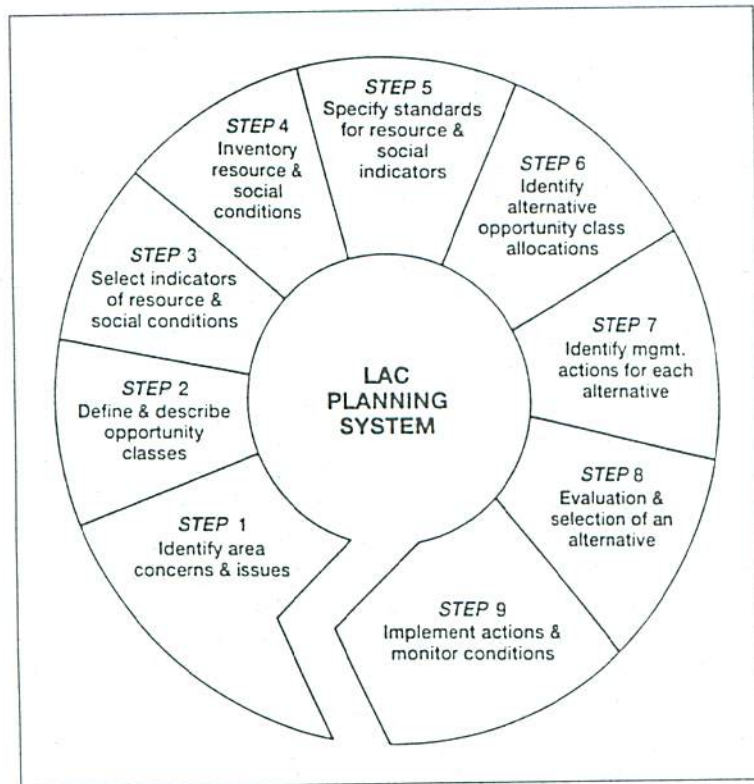 STEP 1
Identify area
concerns & issues
STEP 2
Define & describe
opportunity
classes
STEP 3
Select indicators
of resource &
social conditions
STEP 4
Inventory
resource &
social
conditions
STEP 5
Specify standards
for resource &
social
indicators
STEP 6
Identify
alternative
opportunity class
allocations
STEP 7
Identify mgmt.
actions for each
alternative
STEP 8
Evaluation &
selection of an
alternative
STEP 9
Implement actions &
monitor conditions
LAC
PLANNING
SYSTEM